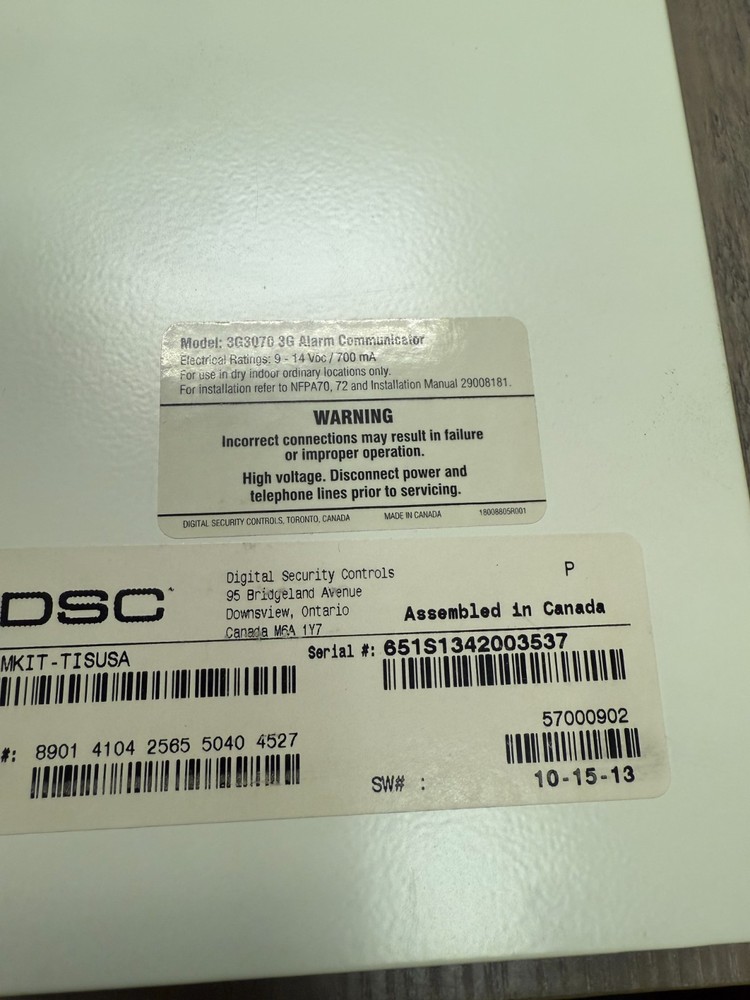 Model: 3G3070 3G Alarm Communicator
Electrical Ratings: 9 - 14 Vdc / 700 mA
For use in dry indoor ordinary locations only.
For installation refer to NFPA70, 72 and Installation Manual 29008181.
WARNING
Incorrect connections may result in failure
or improper operation.
High voltage. Disconnect power and
telephone lines prior to servicing.
DIGITAL SECURITY CONTROLS, TORONTO, CANADA MADE IN CANADA 18008805R001
DSC
Digital Security Controls
95 Bridgeland Avenue
Downsview, Ontario
Canada M6A 1Y7
P
Assembled in Canada
MKIT-TISUSA
Serial #: 651S1342003537
#: 8901 4104 2565 5040 4527
57000902
SW# :
10-15-13